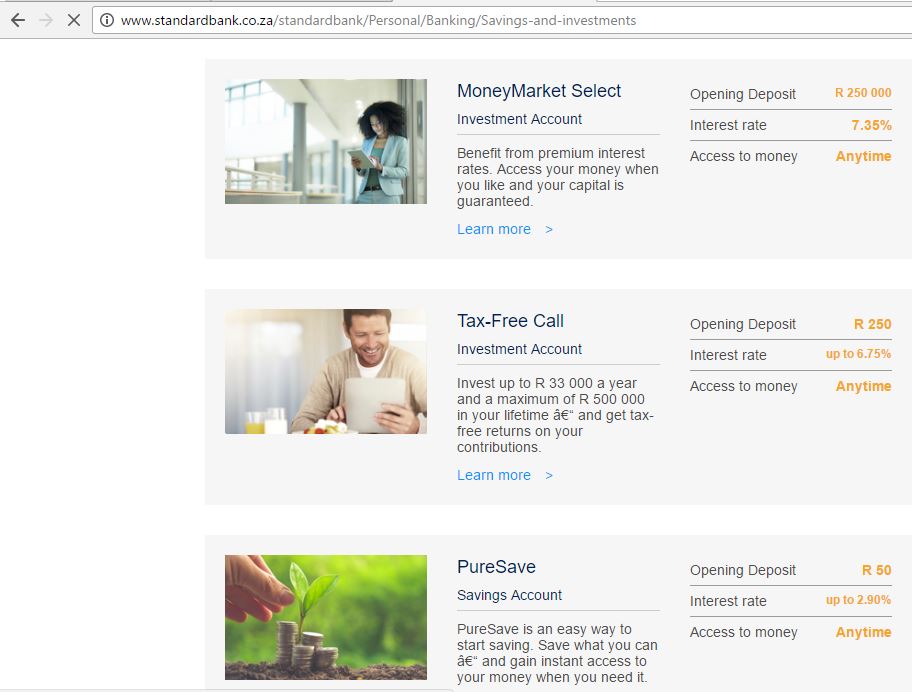 www.standardbank.co.za/standardbank/Personal/Banking/Savings-and-investments
MoneyMarket Select
Investment Account
Benefit from premium interest
rates. Access your money when
you like and your capital is
guaranteed.
Learn more >
Opening Deposit R 250 000
Interest rate 7.35%
Access to money Anytime
Tax-Free Call
Investment Account
Invest up to R 33 000 a year
and a maximum of R 500 000
in your lifetime â€“ and get tax-
free returns on your
contributions.
Learn more >
Opening Deposit R 250
Interest rate up to 6.75%
Access to money Anytime
PureSave
Savings Account
PureSave is an easy way to
start saving. Save what you can
â€“ and gain instant access to
your money when you need it.
Opening Deposit R 50
Interest rate up to 2.90%
Access to money Anytime